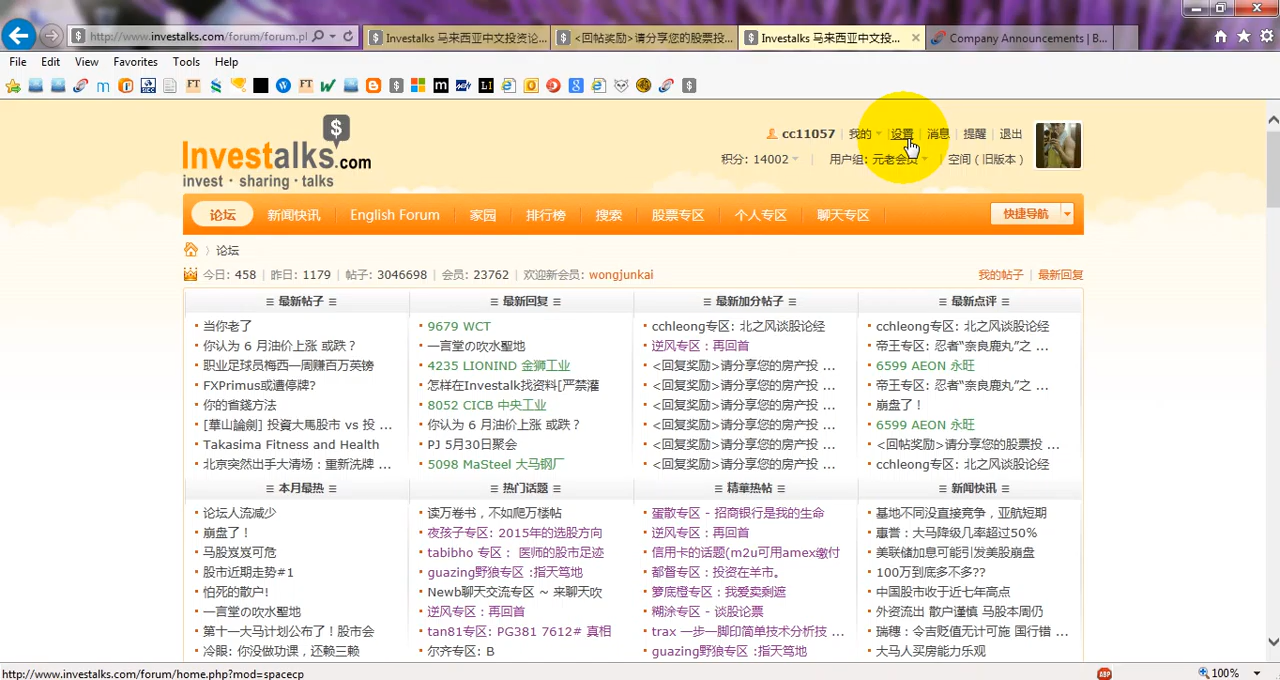 http://www.investalks.com/forum/forum.pl
Investalks 马来西亚中文投资论...
<回帖奖励>请分享您的股票投...
Investalks 马来西亚中文投...
Company Announcements | B...
File Edit View Favorites Tools Help
$
Investalks.com
invest · sharing · talks
cc11057 我的 设置 消息 提醒 退出
积分: 14002 用户组: 元老会员 空间 ( 旧版本 )
论坛 新闻快讯 English Forum 家园 排行榜 搜索 股票专区 个人专区 聊天专区 快捷导航
论坛
今日: 458 | 昨日: 1179 | 帖子: 3046698 | 会员: 23762 | 欢迎新会员: wongjunkai 我的帖子 | 最新回复
≡ 最新帖子 ≡ ≡ 最新回复 ≡ ≡ 最新加分帖子 ≡ ≡ 最新点评 ≡
当你老了 9679 WCT cchleong专区: 北之风谈股论经 cchleong专区: 北之风谈股论经
你认为 6 月油价上涨 或跌？ 一言堂の吹水聖地 逆风专区：再回首 帝王专区: 忍者“奈良鹿丸”之 ...
职业足球员梅西—周赚百万英镑 4235 LIONIND 金狮工业 <回复奖励>请分享您的房产投 ... 6599 AEON 永旺
FXPrimus或遭停牌? 怎样在Investalk找资料[严禁灌 <回复奖励>请分享您的房产投 ... 帝王专区: 忍者“奈良鹿丸”之 ...
你的省錢方法 8052 CICB 中央工业 <回复奖励>请分享您的房产投 ... 崩盘了！
[華山論劍] 投資大馬股市 vs 投 ... 你认为 6 月油价上涨 或跌？ <回复奖励>请分享您的房产投 ... 6599 AEON 永旺
Takasima Fitness and Health PJ 5月30日聚会 <回复奖励>请分享您的房产投 ... <回帖奖励>请分享您的股票投 ...
北京突然出手大清场：重新洗牌 ... 5098 MaSteel 大马钢厂 <回复奖励>请分享您的房产投 ... cchleong专区: 北之风谈股论经
≡ 本月最热 ≡ ≡ 热门话题 ≡ ≡ 精華热帖 ≡ ≡ 新闻快讯 ≡
论坛人流减少 读万卷书，不如爬万楼帖 蛋散专区 - 招商银行是我的生命 基地不同没直接竞争，亚航短期
崩盘了！ 夜孩子专区: 2015年的选股方向 逆风专区：再回首 惠誉：大马降级几率超过50%
马股岌岌可危 tabibho 专区： 医师的股市足迹 信用卡的话题(m2u可用amex缴付 美联储加息可能引发美股崩盘
股市近期走势#1 guazing野狼专区 :指天笃地 都督专区：投资在羊市。 100万到底多不多??
怕死的散户! Newb聊天交流专区 ~ 来聊天吹 箩底橙专区：我爱卖剩遮 中国股市收于近七年高点
一言堂の吹水聖地 逆风专区：再回首 糊涂专区 - 谈股论票 外资流出 散户谨慎 马股本周仍
第十一大马计划公布了！股市会 tan81专区: PG381 7612# 真相 trax 一步一脚印简单技术分析技 ... 瑞穗：令吉贬值无计可施 国行错 ...
冷眼: 你没做功课，还赖三赖 尔齐专区: B guazing野狼专区 :指天笃地 大马人买房能力乐观
http://www.investalks.com/forum/home.php?mod=spacecp 100%